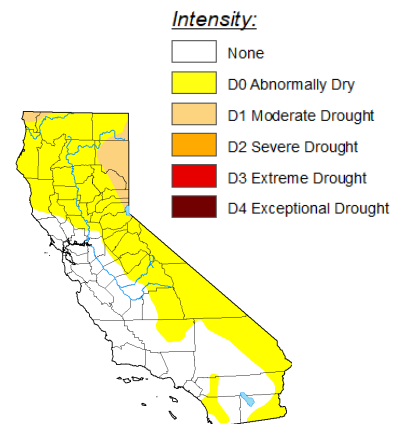 Intensity:
None
D0 Abnormally Dry
D1 Moderate Drought
D2 Severe Drought
D3 Extreme Drought
D4 Exceptional Drought